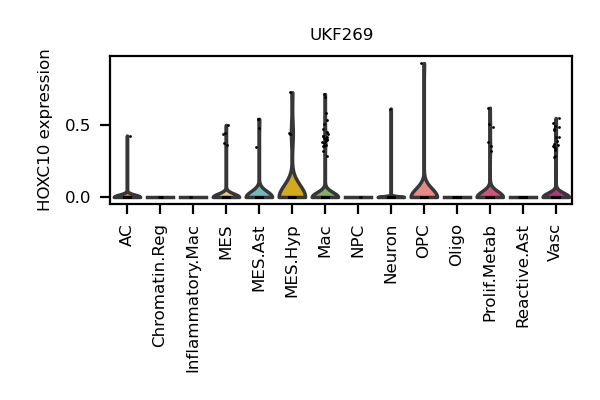 UKF269
HOXC10 expression
0.5
0.0
AC
Chromatin.Reg
Inflammatory.Mac
MES
MES.Ast
MES.Hyp
Mac
NPC
Neuron
OPC
Oligo
Prolif.Metab
Reactive.Ast
Vasc